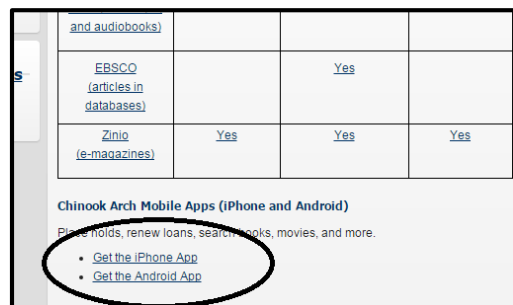 and audiobooks)
s
EBSCO
(articles in
databases)
Yes
Zinio
(e-magazines)
Yes
Yes
Yes
Chinook Arch Mobile Apps (iPhone and Android)
Place holds, renew loans, search books, movies, and more.
Get the iPhone App
Get the Android App